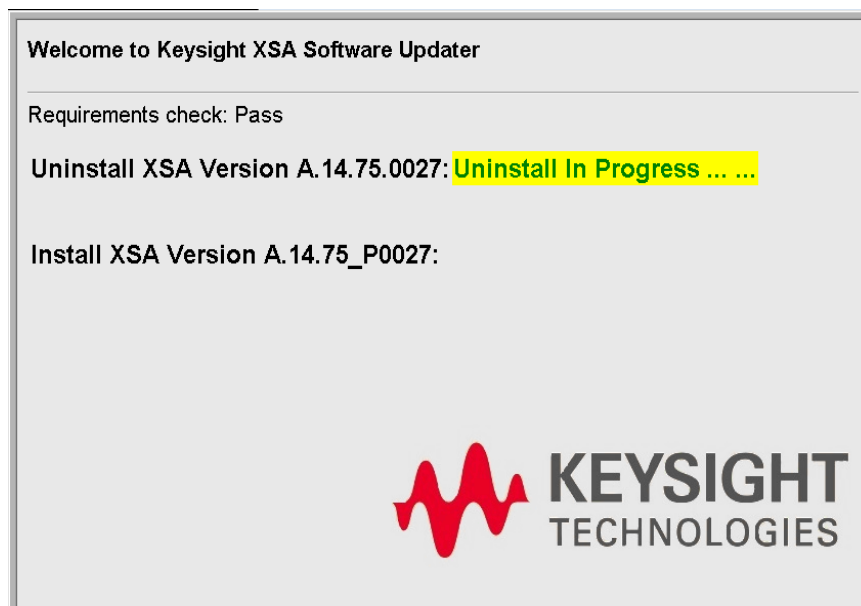 Welcome to Keysight XSA Software Updater
Requirements check: Pass
Uninstall XSA Version A.14.75.0027: Uninstall In Progress ... ...
Install XSA Version A.14.75_P0027:
KEYSIGHT
TECHNOLOGIES